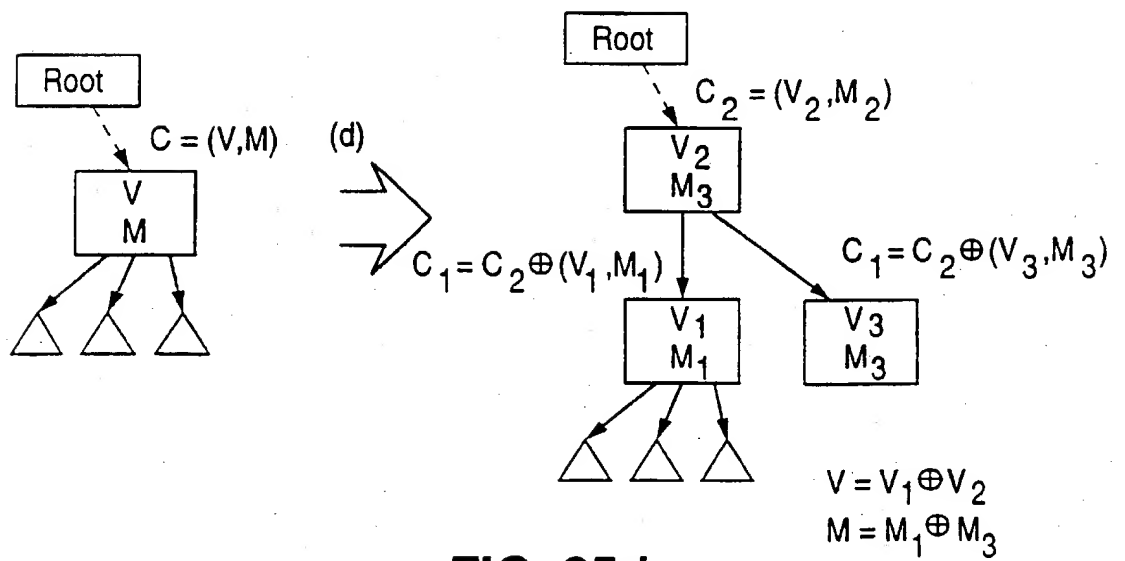 Root
C = (V,M)
V
M
(d)
Root
C₂ = (V₂,M₂)
V₂
M₃
C₁ = C₂⊕(V₁,M₁)
C₁ = C₂⊕(V₃,M₃)
V₁
M₁
V₃
M₃
V = V₁⊕V₂
M = M₁⊕M₃